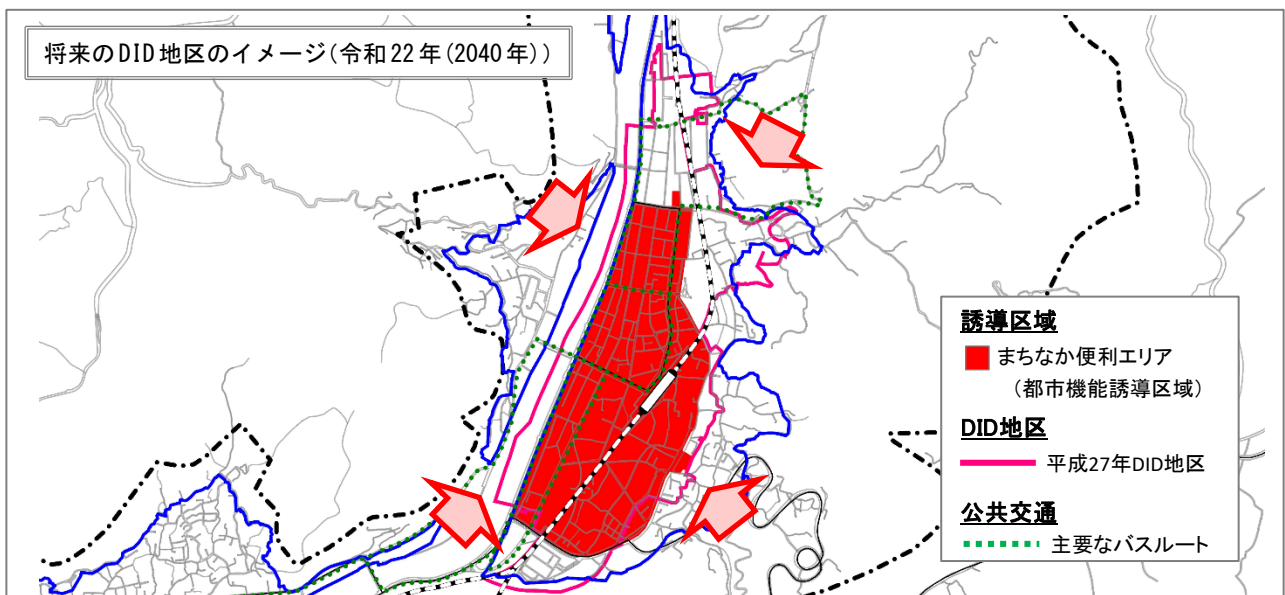 将来のDID地区のイメージ(令和22年(2040年))
誘導区域
まちなか便利エリア
(都市機能誘導区域)
DID地区
平成27年DID地区
公共交通
主要なバスルート